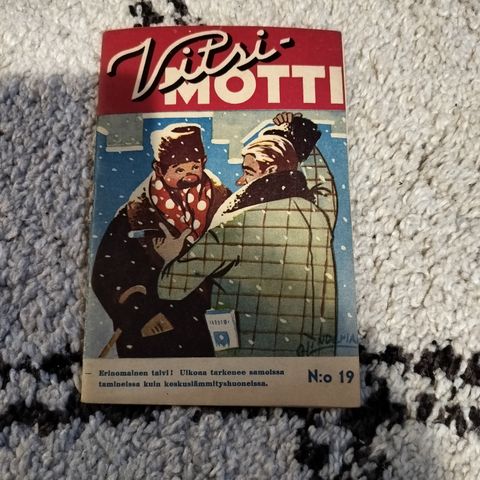 Vitsi-
MOTTI
— Erinomainen talvi! Ulkona tarkenee samoissa
tamineissa kuin keskuslämmityshuoneissa.
N:o 19